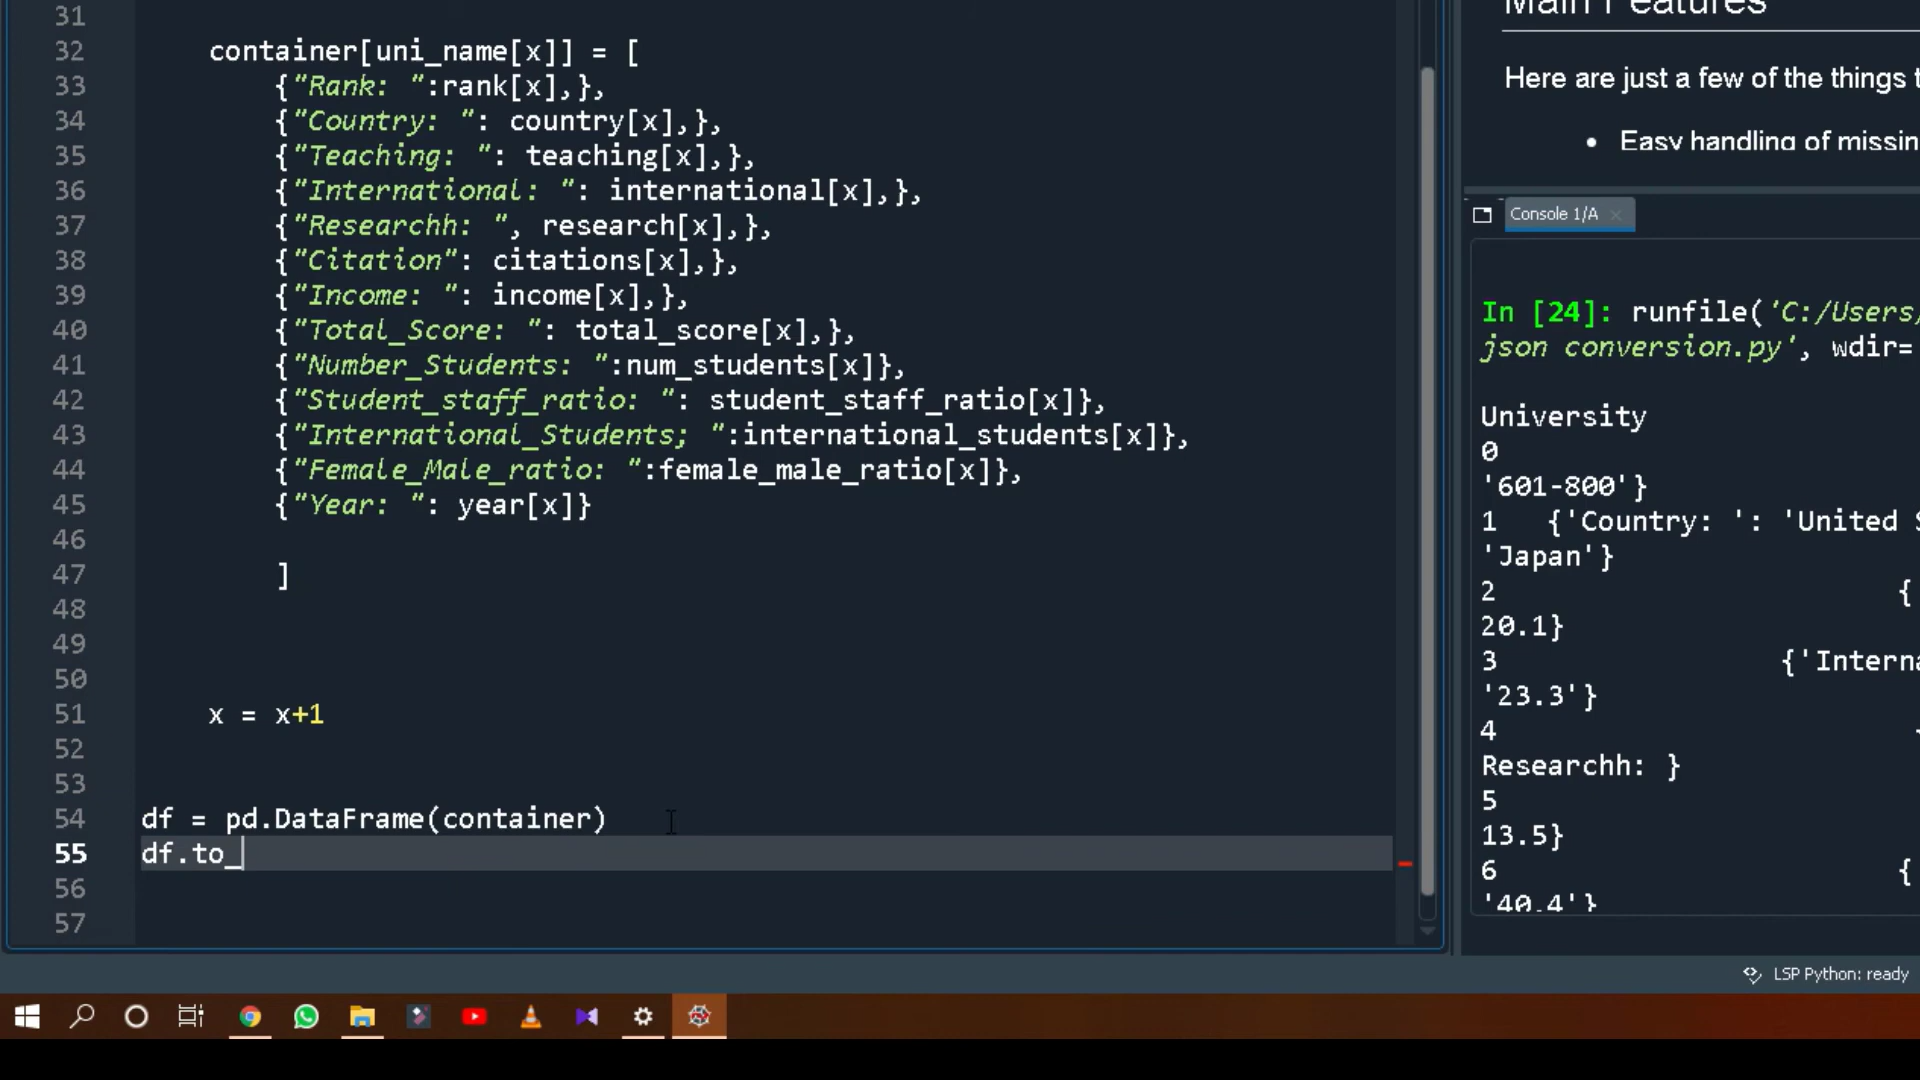 31
32 container[uni_name[x]] = [
33 {"Rank: ":rank[x],},
34 {"Country: ": country[x],},
35 {"Teaching: ": teaching[x],},
36 {"International: ": international[x],},
37 {"Researchh: ", research[x],},
38 {"Citation": citations[x],},
39 {"Income: ": income[x],},
40 {"Total_Score: ": total_score[x],},
41 {"Number_Students: ":num_students[x]},
42 {"Student_staff_ratio: ": student_staff_ratio[x]},
43 {"International_Students; ":international_students[x]},
44 {"Female_Male_ratio: ":female_male_ratio[x]},
45 {"Year: ": year[x]}
46
47 ]
48
49
50
51 x = x+1
52
53
54 df = pd.DataFrame(container)
55 df.to_
56
57
Main Features
Here are just a few of the things t
• Easy handling of missin
Console 1/A
In [24]: runfile('C:/Users/
json conversion.py', wdir=
University
0
'601-800'}
1 {'Country: ': 'United S
'Japan'}
2 {
20.1}
3 {'Interna
'23.3'}
4 {
Researchh: }
5
13.5}
6 {
'40.4'}
LSP Python: ready